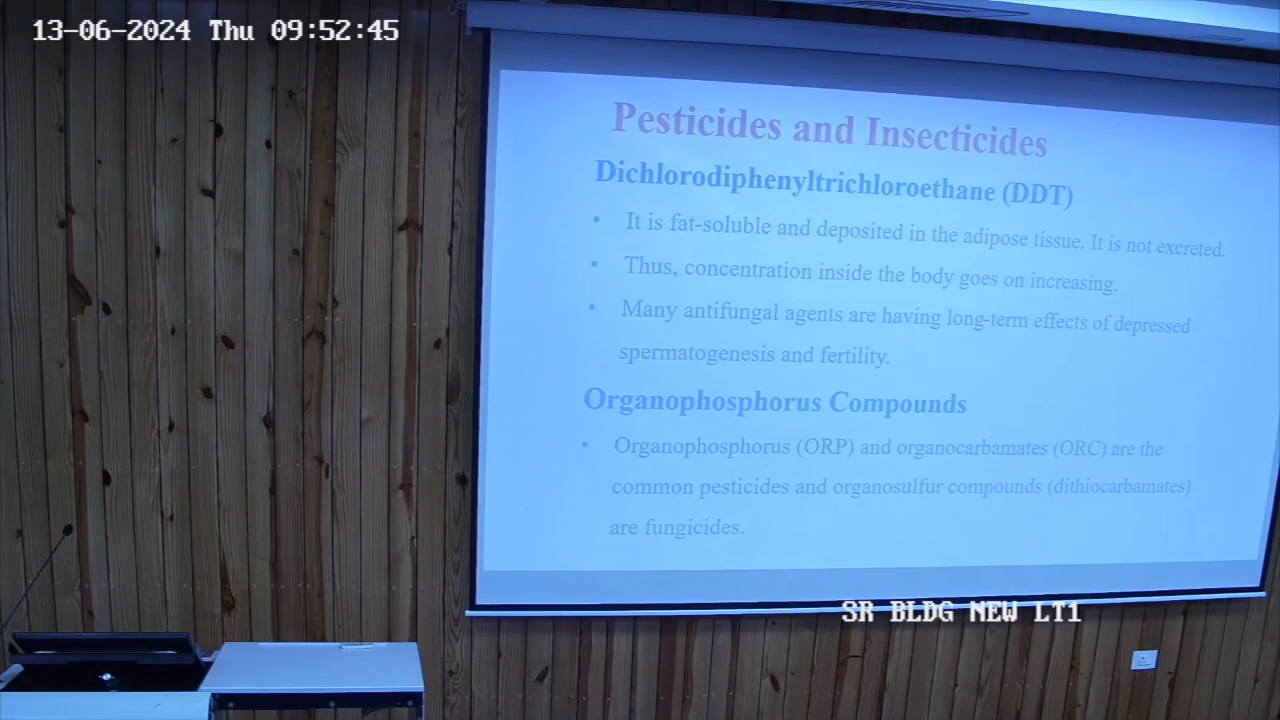 13-06-2024 Thu 09:52:45
Pesticides and Insecticides
Dichlorodiphenyltrichloroethane (DDT)
• It is fat-soluble and deposited in the adipose tissue. It is not excreted.
• Thus, concentration inside the body goes on increasing.
• Many antifungal agents are having long-term effects of depressed
spermatogenesis and fertility.
Organophosphorus Compounds
• Organophosphorus (ORP) and organocarbamates (ORC) are the
common pesticides and organosulfur compounds (dithiocarbamates)
are fungicides.
SR BLDG NEW LT1